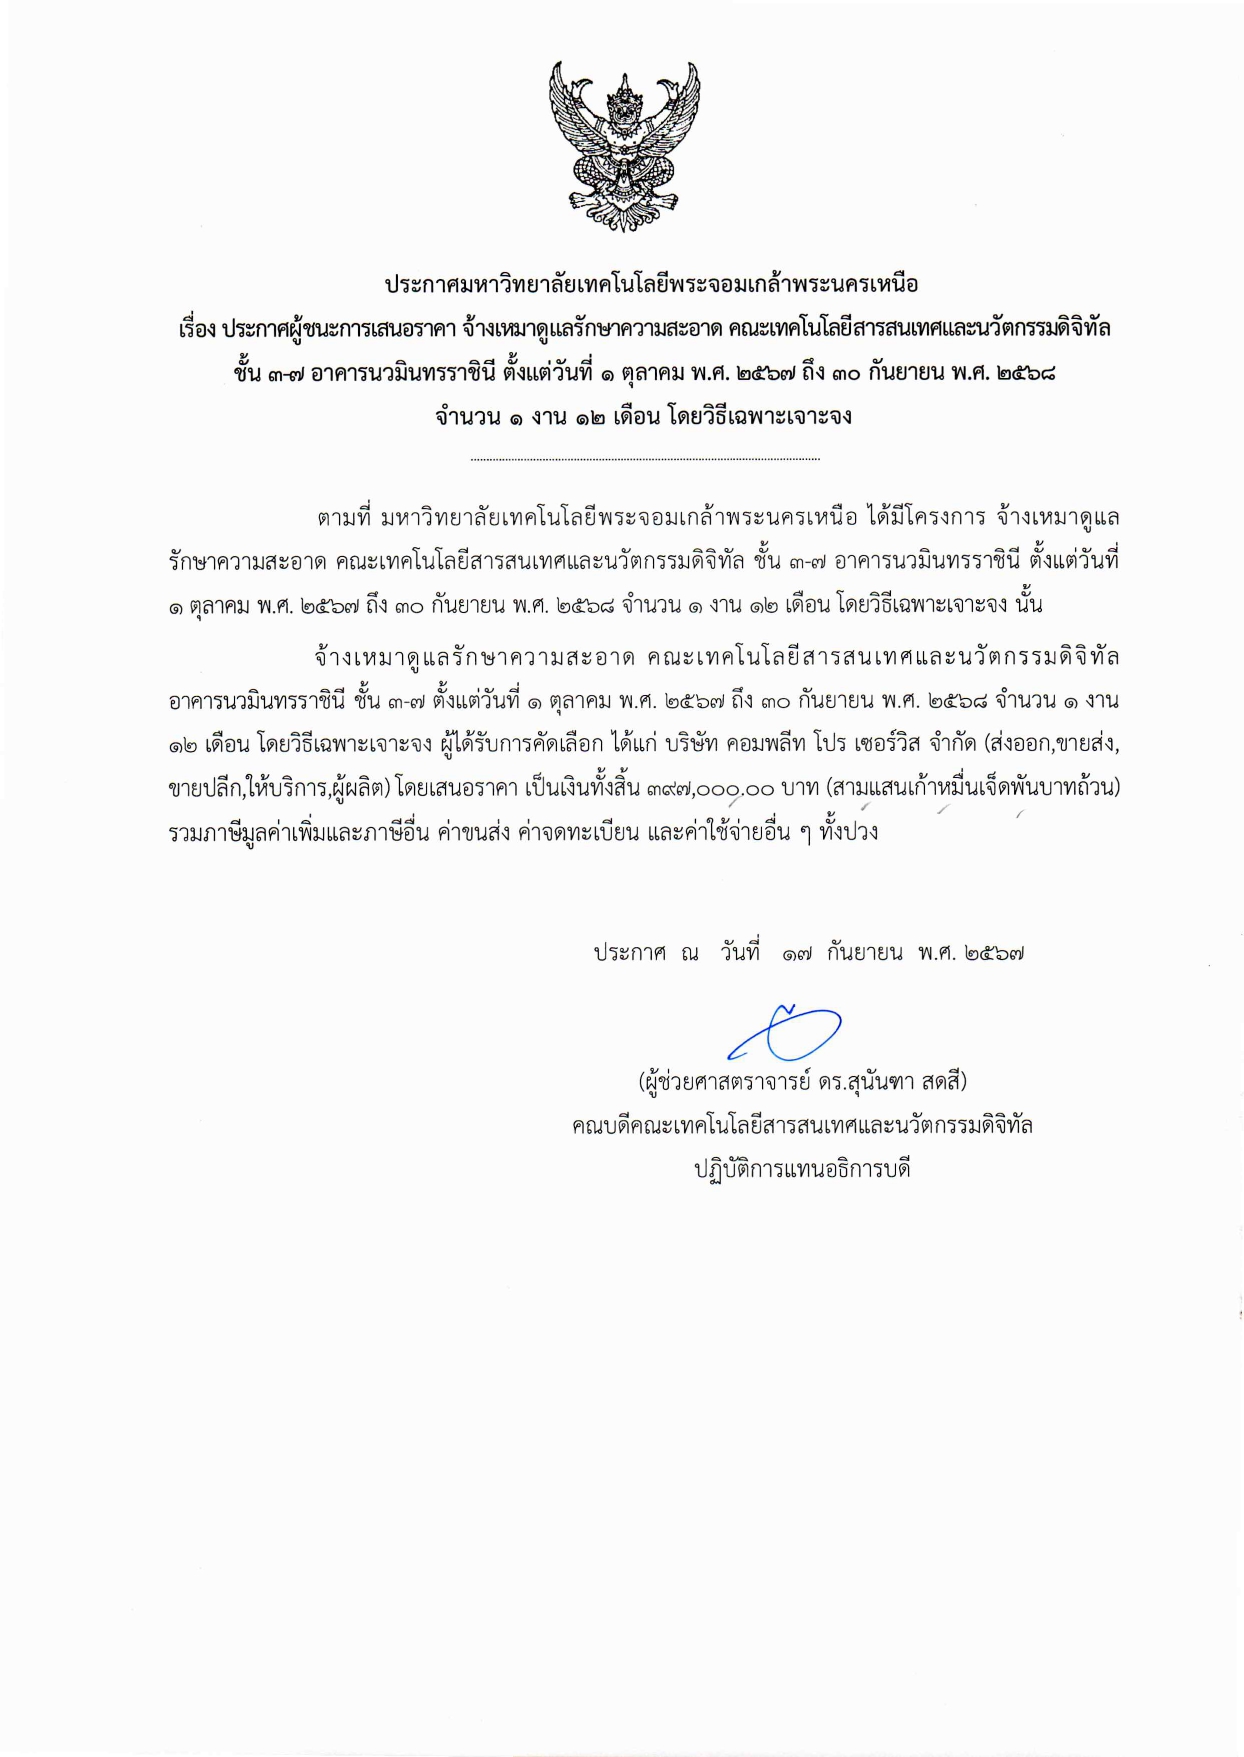 ประกาศมหาวิทยาลัยเทคโนโลยีพระจอมเกล้าพระนครเหนือ
เรื่อง ประกาศผู้ชนะการเสนอราคา จ้างเหมาดูแลรักษาความสะอาด คณะเทคโนโลยีสารสนเทศและนวัตกรรมดิจิทัล
ชั้น ๓-๗ อาคารนวมินทรราชินี ตั้งแต่วันที่ ๑ ตุลาคม พ.ศ. ๒๕๖๗ ถึง ๓๐ กันยายน พ.ศ. ๒๕๖๘
จำนวน ๑ งาน ๑๒ เดือน โดยวิธีเฉพาะเจาะจง
ตามที่ มหาวิทยาลัยเทคโนโลยีพระจอมเกล้าพระนครเหนือ ได้มีโครงการ จ้างเหมาดูแล
รักษาความสะอาด คณะเทคโนโลยีสารสนเทศและนวัตกรรมดิจิทัล ชั้น ๓-๗ อาคารนวมินทรราชินี ตั้งแต่วันที่
๑ ตุลาคม พ.ศ. ๒๕๖๗ ถึง ๓๐ กันยายน พ.ศ. ๒๕๖๘ จำนวน ๑ งาน ๑๒ เดือน โดยวิธีเฉพาะเจาะจง นั้น
จ้างเหมาดูแลรักษาความสะอาด คณะเทคโนโลยีสารสนเทศและนวัตกรรมดิจิทัล
อาคารนวมินทรราชินี ชั้น ๓-๗ ตั้งแต่วันที่ ๑ ตุลาคม พ.ศ. ๒๕๖๗ ถึง ๓๐ กันยายน พ.ศ. ๒๕๖๘ จำนวน ๑ งาน
๑๒ เดือน โดยวิธีเฉพาะเจาะจง ผู้ได้รับการคัดเลือก ได้แก่ บริษัท คอมพลีท โปร เซอร์วิส จำกัด (ส่งออก,ขายส่ง,
ขายปลีก,ให้บริการ,ผู้ผลิต) โดยเสนอราคา เป็นเงินทั้งสิ้น ๓๙๗,๐๐๐.๐๐ บาท (สามแสนเก้าหมื่นเจ็ดพันบาทถ้วน)
รวมภาษีมูลค่าเพิ่มและภาษีอื่น ค่าขนส่ง ค่าจดทะเบียน และค่าใช้จ่ายอื่น ๆ ทั้งปวง
ประกาศ ณ วันที่ ๑๗ กันยายน พ.ศ. ๒๕๖๗
(ผู้ช่วยศาสตราจารย์ ดร.สุนันฑา สดสี)
คณบดีคณะเทคโนโลยีสารสนเทศและนวัตกรรมดิจิทัล
ปฏิบัติการแทนอธิการบดี